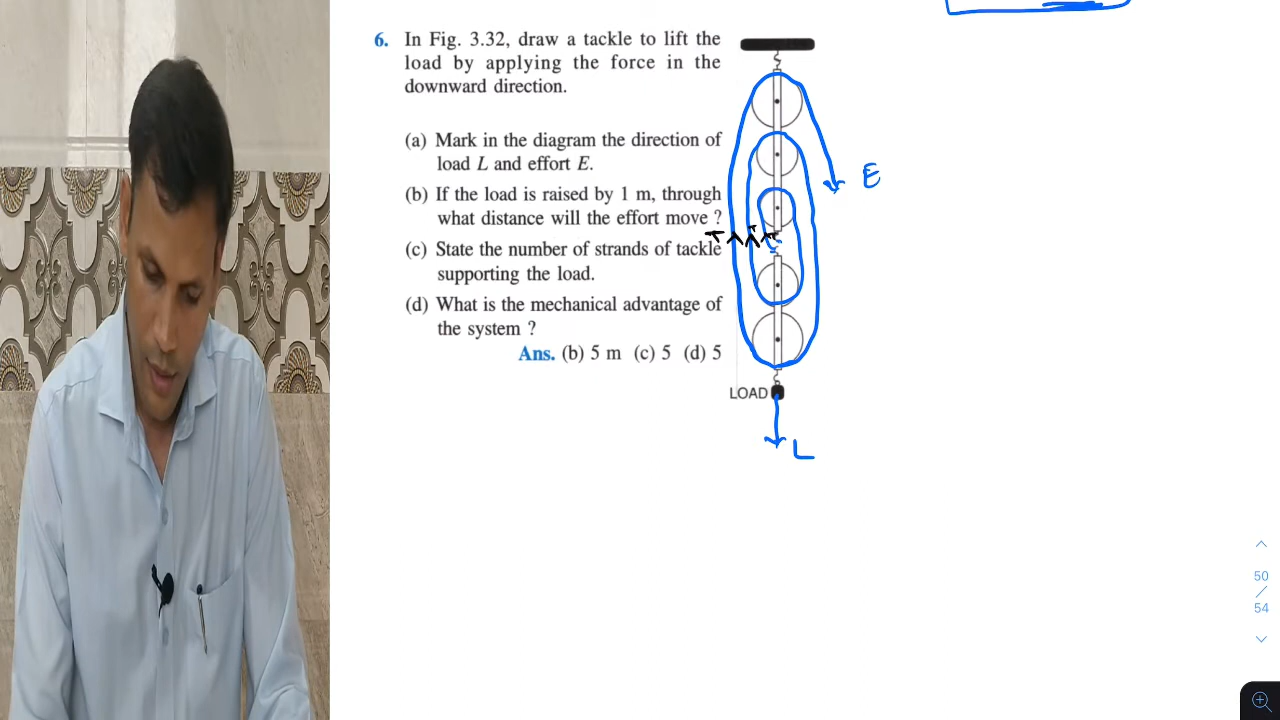 6. In Fig. 3.32, draw a tackle to lift the
load by applying the force in the
downward direction.
(a) Mark in the diagram the direction of
load L and effort E.
(b) If the load is raised by 1 m, through
what distance will the effort move ?
(c) State the number of strands of tackle
supporting the load.
(d) What is the mechanical advantage of
the system ?
Ans. (b) 5 m (c) 5 (d) 5
E
T
LOAD
L
50
/
54